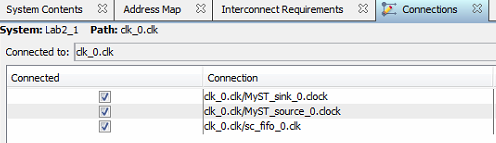 System Contents Address Map Interconnect Requirements Connections
System: Lab2_1 Path: clk_0.clk
Connected to: clk_0.clk
Connected Connection
clk_0.clk/MyST_sink_0.clock
clk_0.clk/MyST_source_0.clock
clk_0.clk/sc_fifo_0.clk